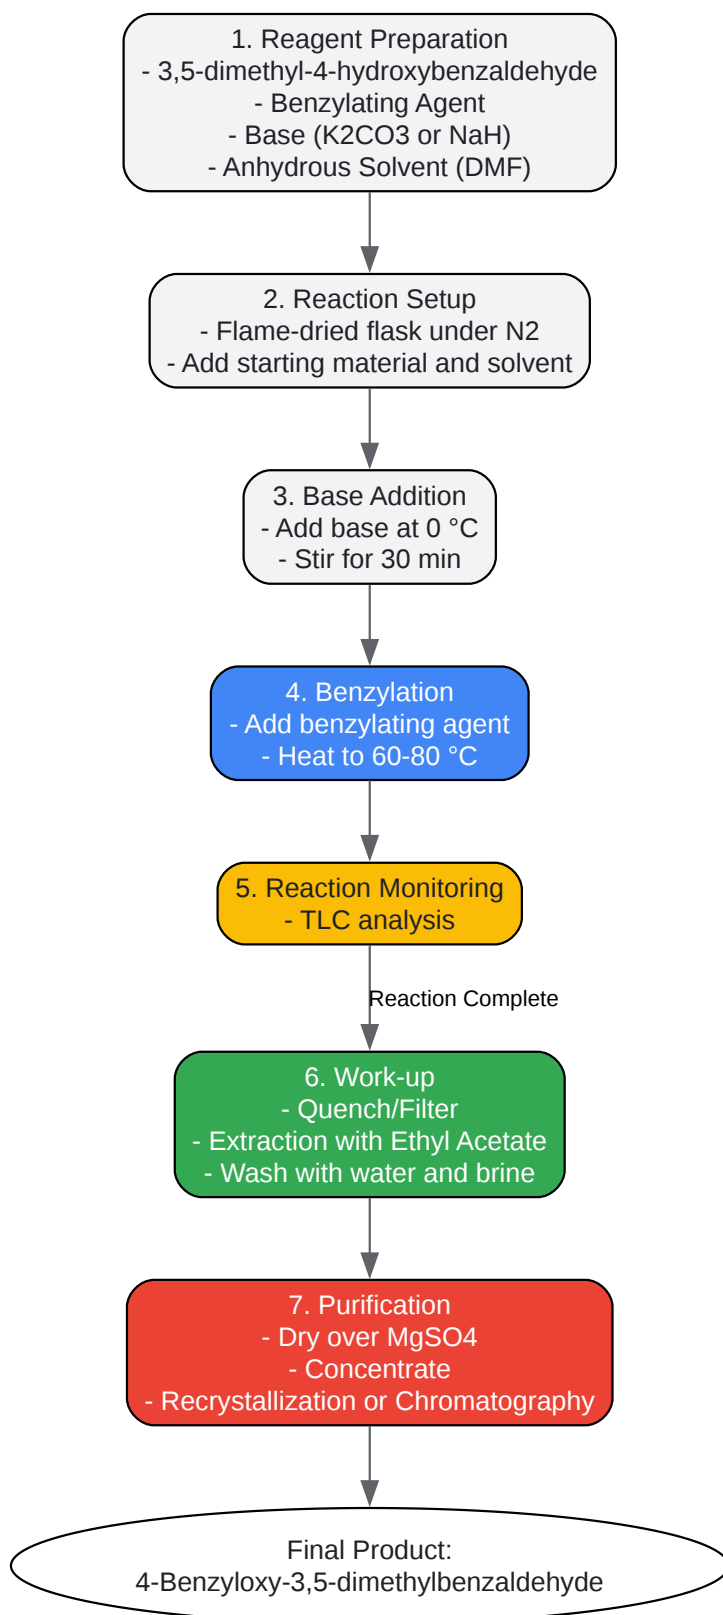 1. Reagent Preparation
- 3,5-dimethyl-4-hydroxybenzaldehyde
- Benzylating Agent
- Base (K2CO3 or NaH)
- Anhydrous Solvent (DMF)
2. Reaction Setup
- Flame-dried flask under N2
- Add starting material and solvent
3. Base Addition
- Add base at 0 °C
- Stir for 30 min
4. Benzylation
- Add benzylating agent
- Heat to 60-80 °C
5. Reaction Monitoring
- TLC analysis
Reaction Complete
6. Work-up
- Quench/Filter
- Extraction with Ethyl Acetate
- Wash with water and brine
7. Purification
- Dry over MgSO4
- Concentrate
- Recrystallization or Chromatography
Final Product:
4-Benzyloxy-3,5-dimethylbenzaldehyde